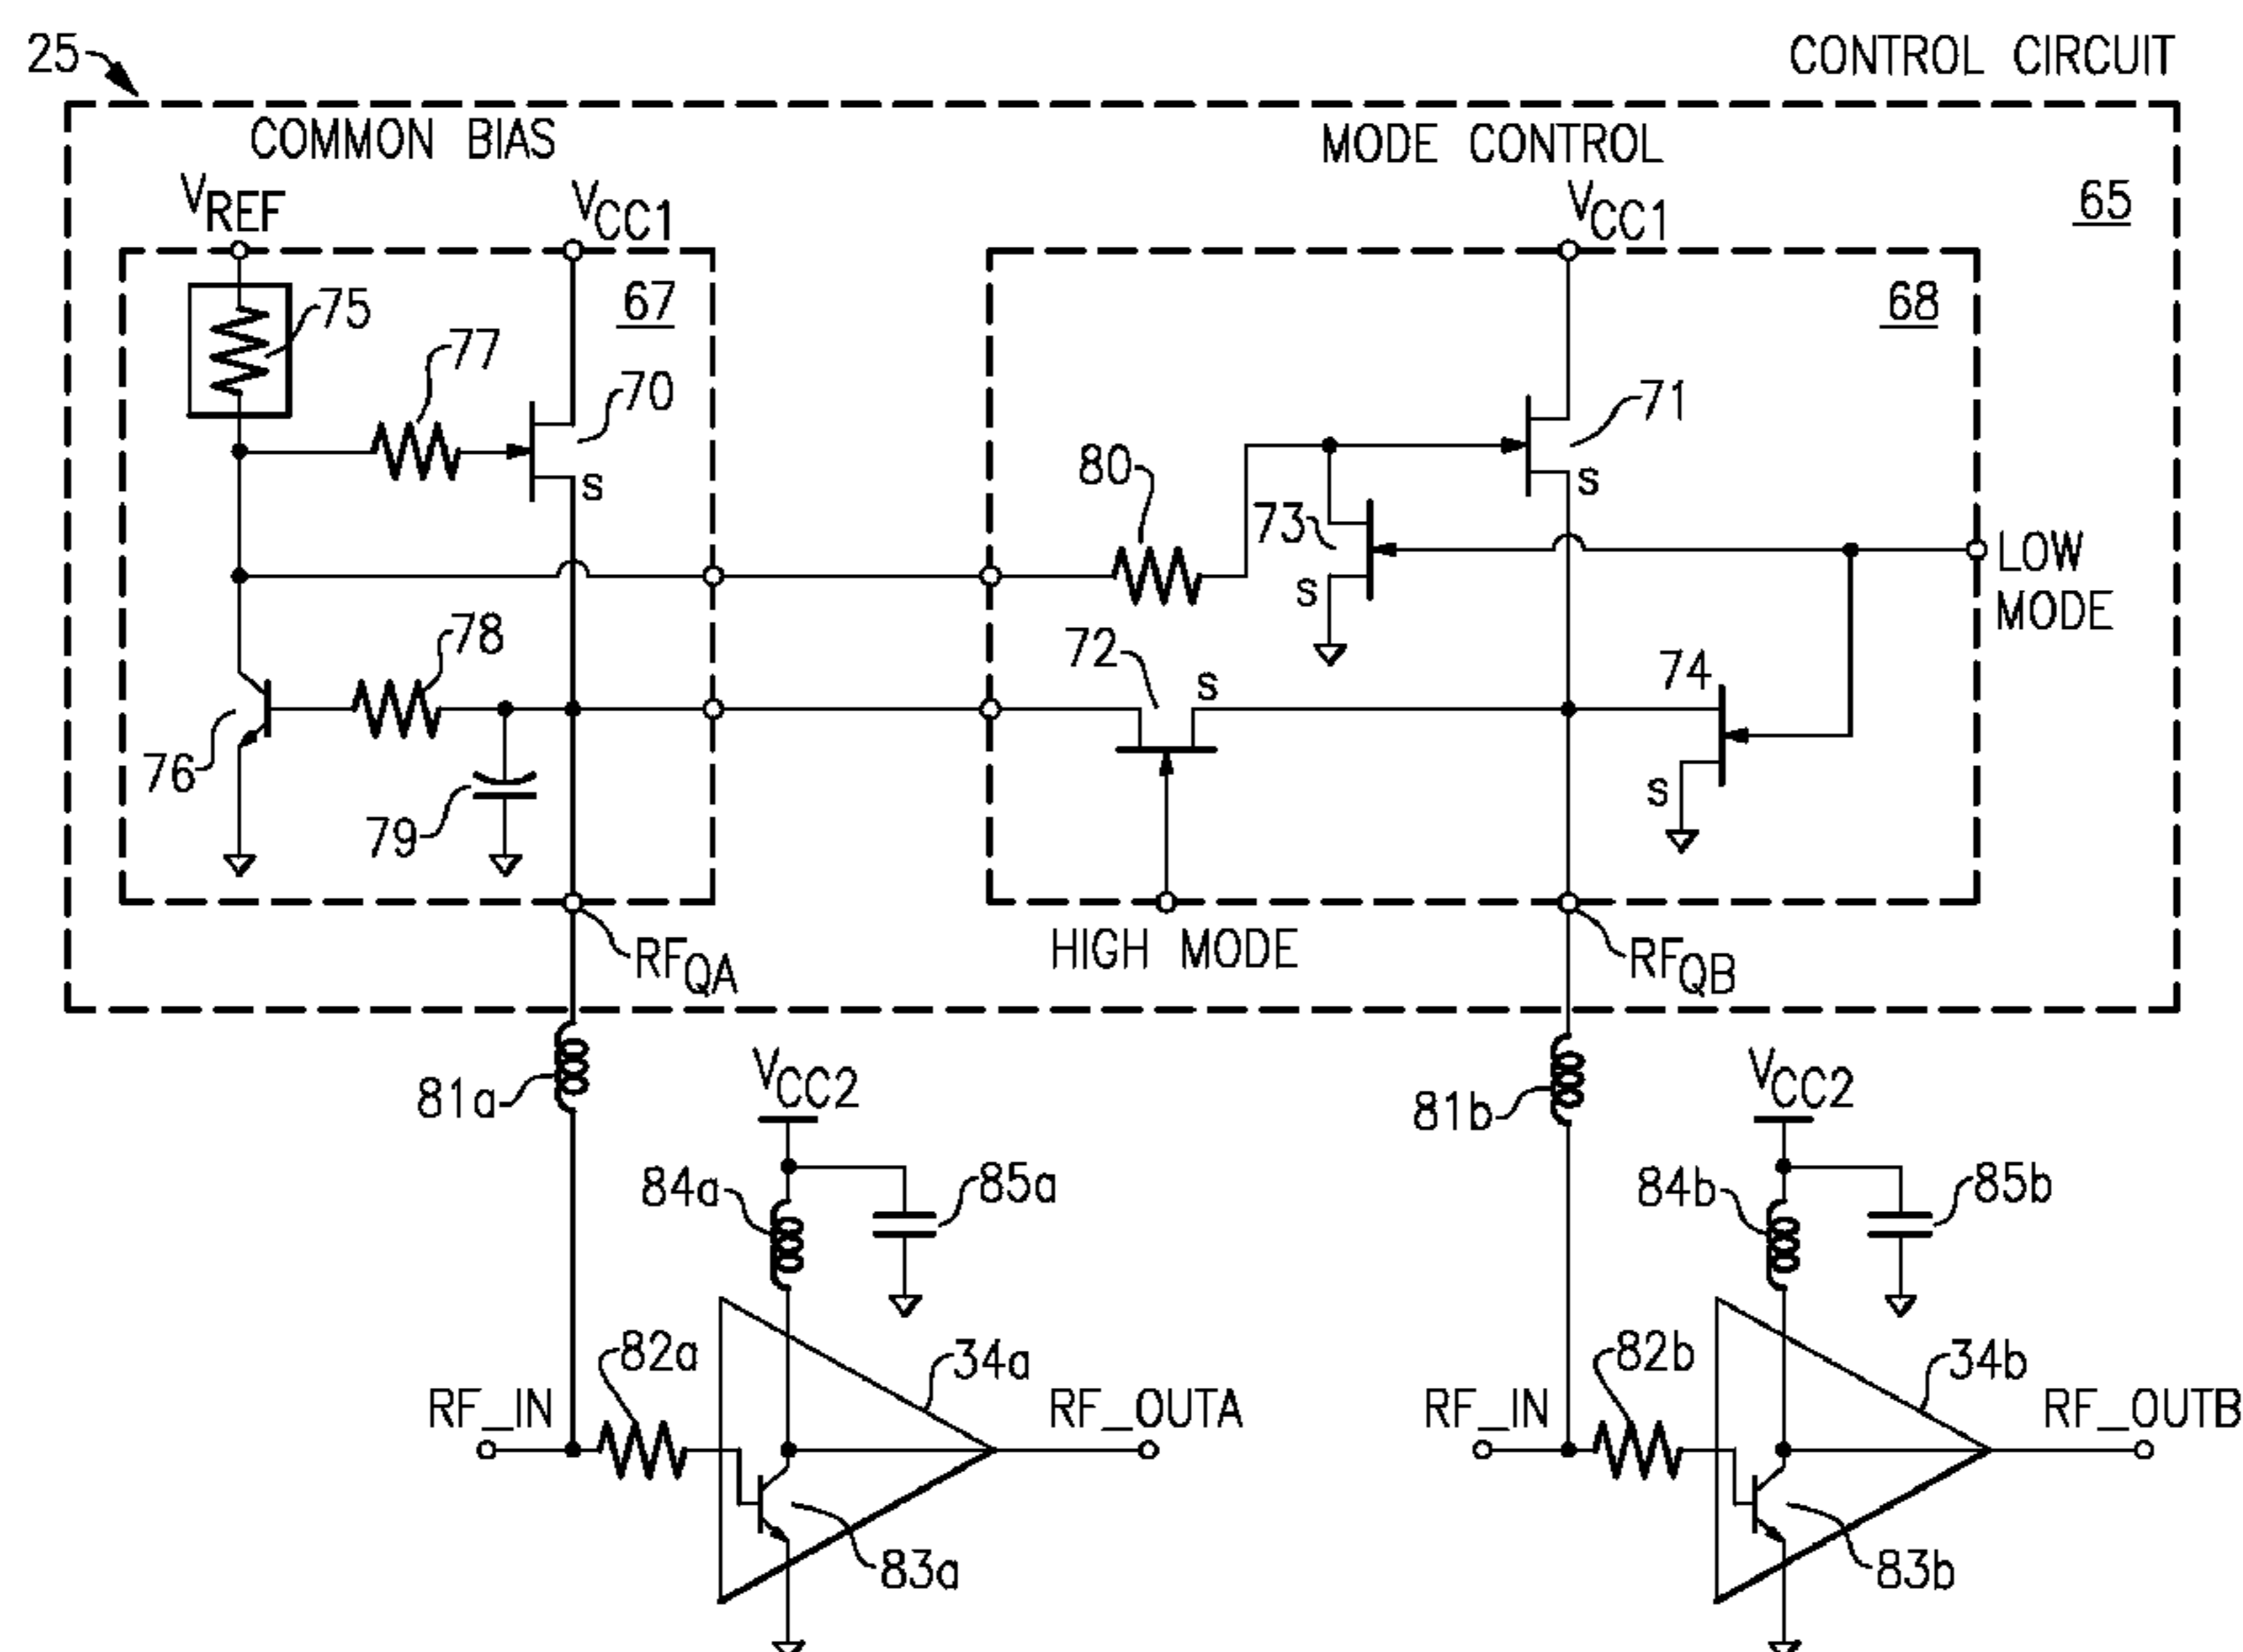 25
CONTROL CIRCUIT
COMMON BIAS
MODE CONTROL
VREF
VCC1
VCC1
65
67
68
75
77
70
71
80
73
S
S
S
LOW
MODE
78
72
S
74
76
79
S
RFQA
HIGH MODE
RFQB
81a
VCC2
81b
VCC2
84a
85a
84b
85b
82a
34a
82b
34b
RF_IN
RF_OUTA
RF_IN
RF_OUTB
83a
83b